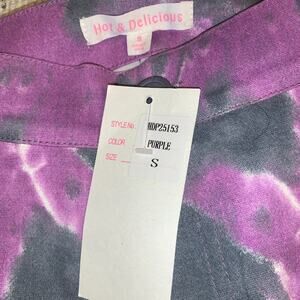 Hot & Delicious
S
STYLE No. HDP25153
COLOR PURPLE
SIZE S